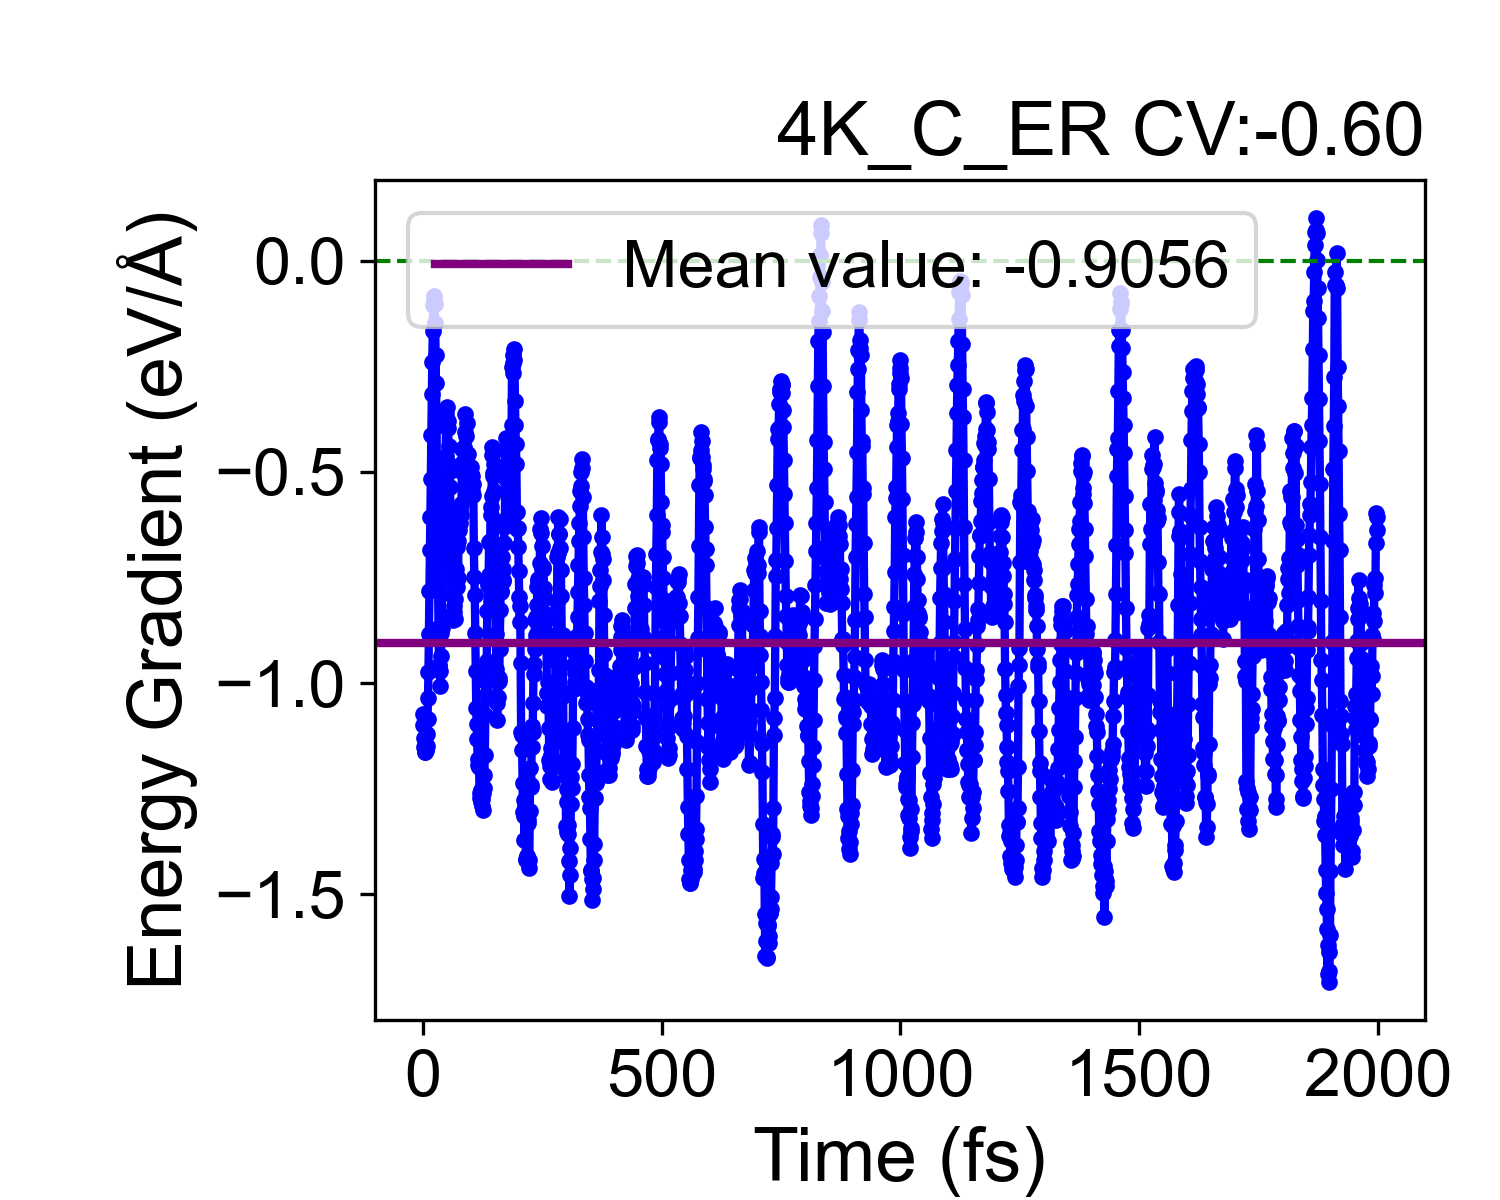 4K_C_ER CV:-0.60
Mean value: -0.9056
Energy Gradient (eV/Å)
0.0
−0.5
−1.0
−1.5
0 500 1000 1500 2000
Time (fs)